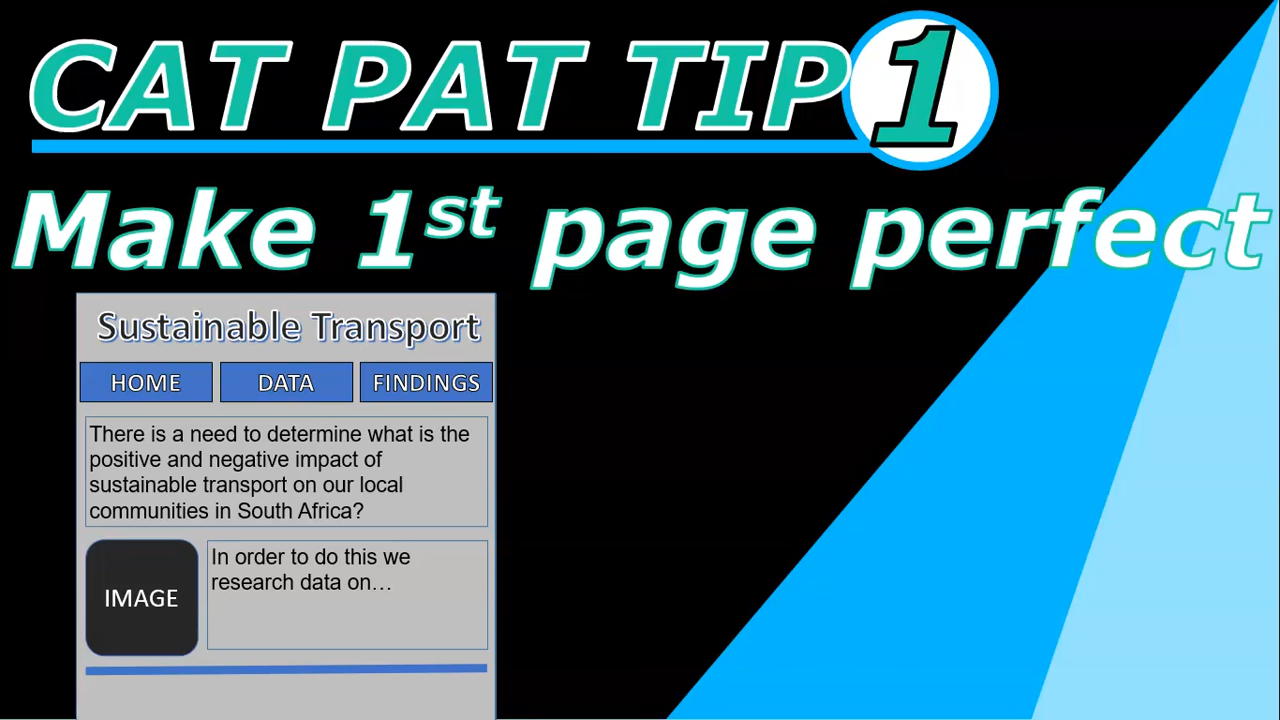 CAT PAT TIP 1
Make 1st page perfect
Sustainable Transport
HOME DATA FINDINGS
There is a need to determine what is the
positive and negative impact of
sustainable transport on our local
communities in South Africa?
IMAGE
In order to do this we
research data on…